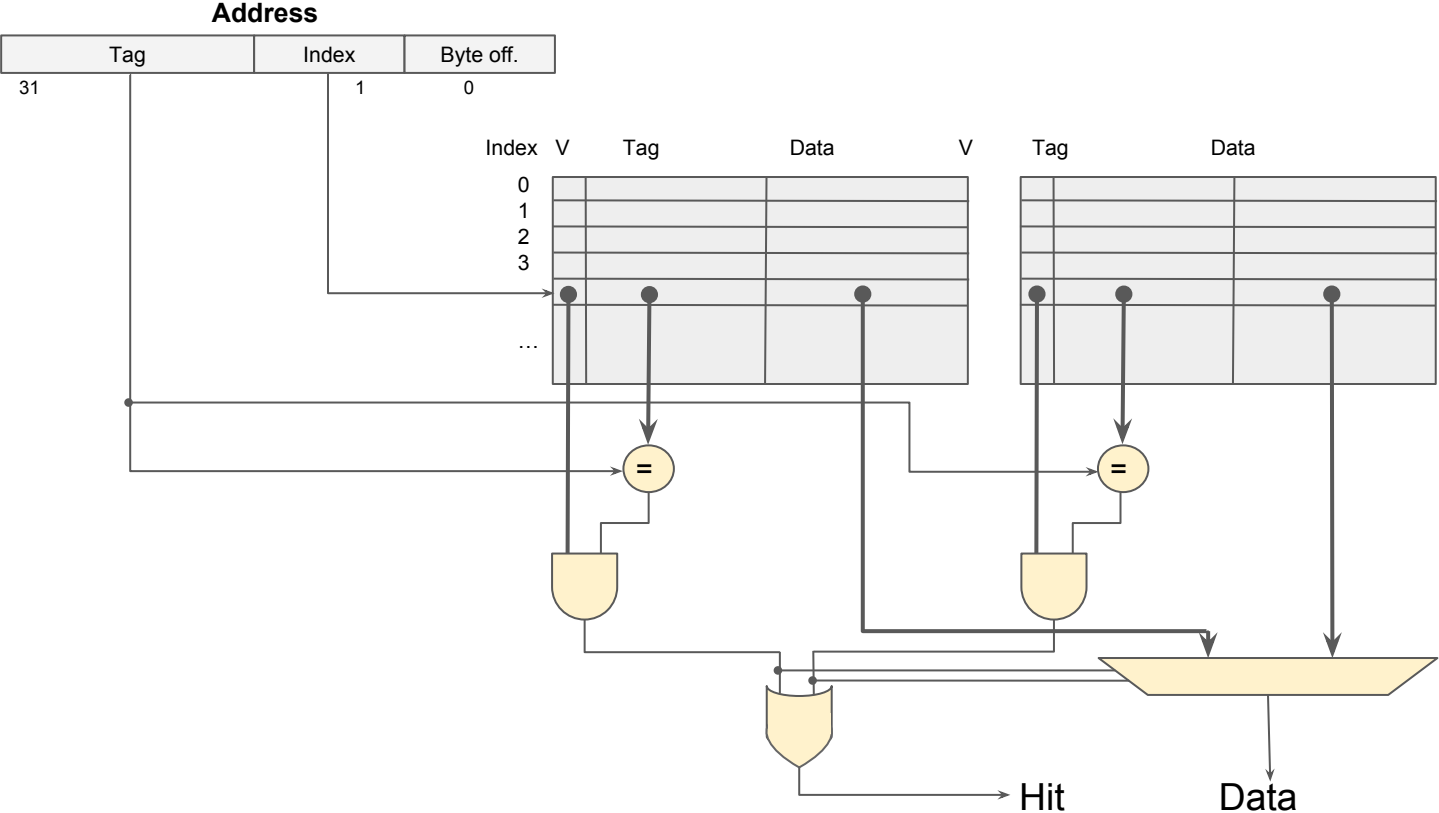 Address
Tag Index Byte off.
31 1 0
Index V Tag Data V Tag Data
0
1
2
3
…
= =
Hit Data